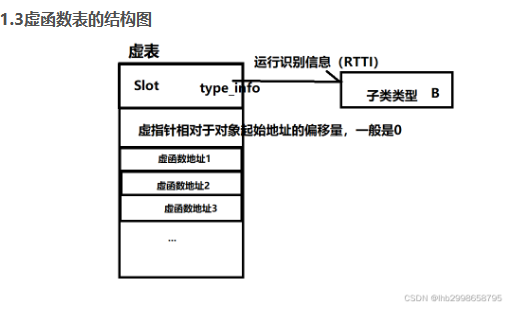 1.3虚函数表的结构图
虚表
运行识别信息（RTTI）
Slot type_info
子类类型 B
虚指针相对于对象起始地址的偏移量，一般是0
虚函数地址1
虚函数地址2
虚函数地址3
...
CSDN @lhb2998658795